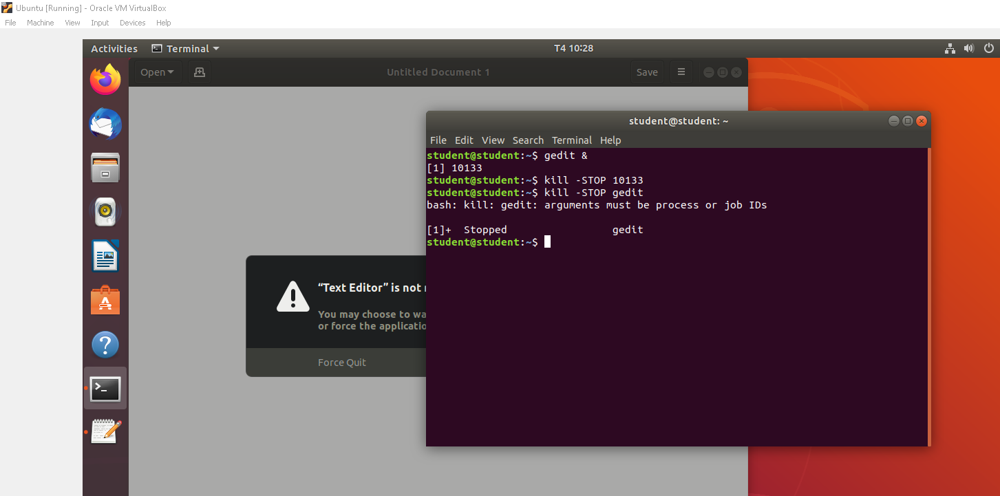 Ubuntu [Running] - Oracle VM VirtualBox
File Machine View Input Devices Help
Activities Terminal T4 10:28
Open Untitled Document 1 Save
student@student: ~
File Edit View Search Terminal Help
student@student:~$ gedit &
[1] 10133
student@student:~$ kill -STOP 10133
student@student:~$ kill -STOP gedit
bash: kill: gedit: arguments must be process or job IDs
[1]+  Stopped                 gedit
student@student:~$
“Text Editor” is not
You may choose to wa
or force the applicatio
Force Quit